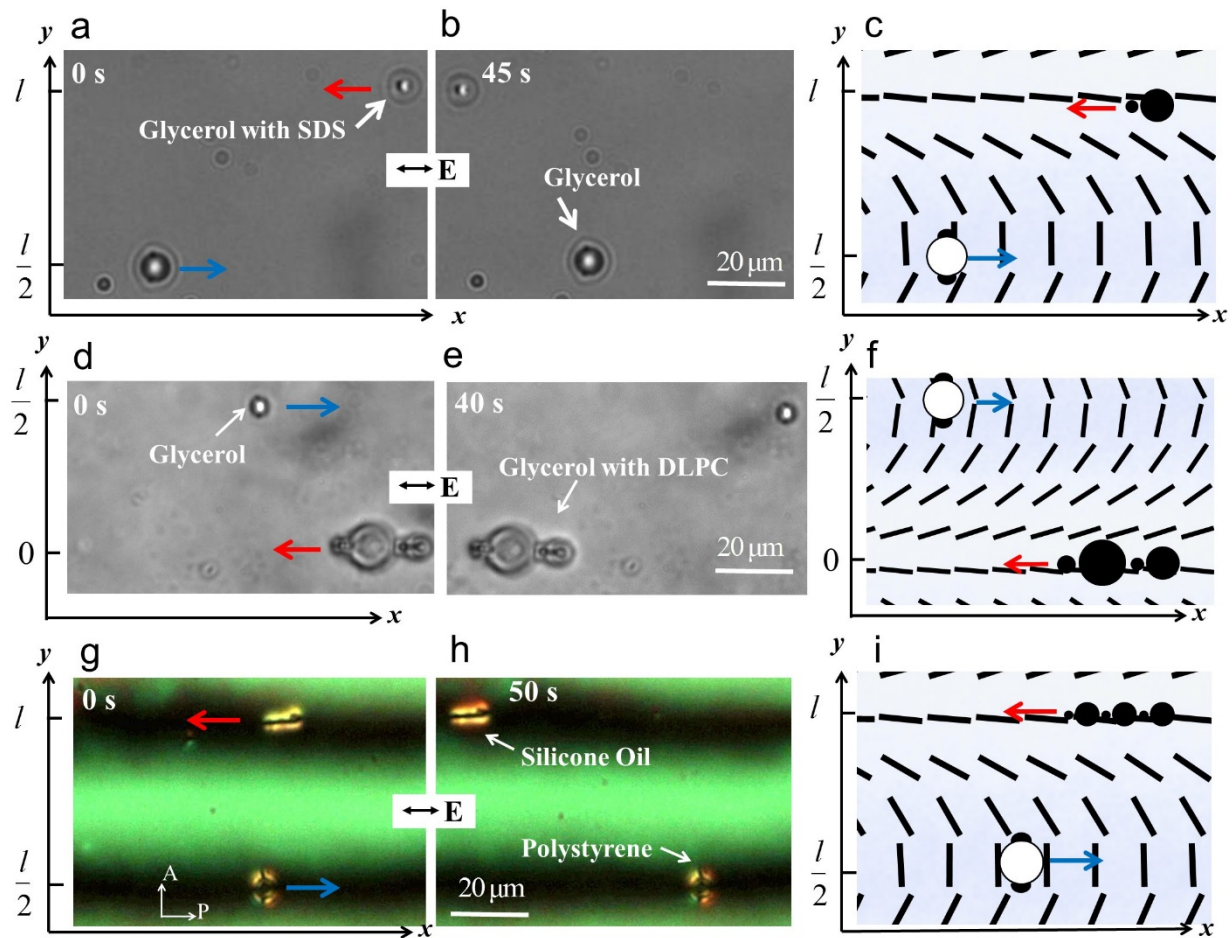 a
b
c
y
0 s
45 s
y
l
l
Glycerol with SDS
E
Glycerol
l/2
20 µm
l/2
x
x
d
e
f
y
0 s
40 s
y
l/2
l/2
Glycerol
E
Glycerol with DLPC
0
20 µm
0
x
x
g
h
i
y
0 s
50 s
y
l
l
Silicone Oil
E
Polystyrene
l/2
A
P
20 µm
l/2
x
x